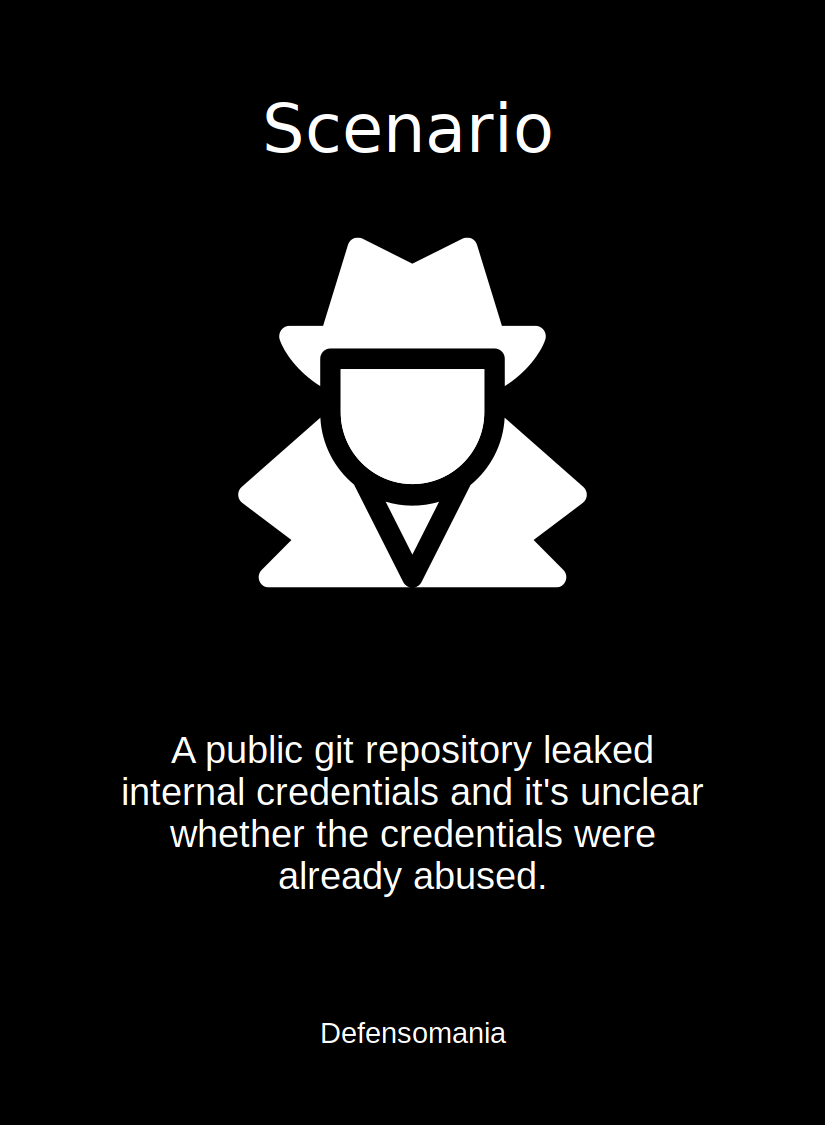 Scenario
A public git repository leaked
internal credentials and it's unclear
whether the credentials were
already abused.
Defensomania